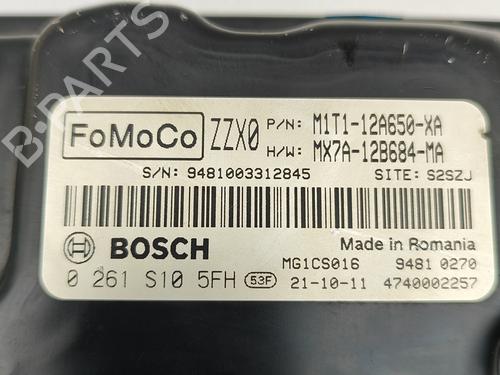 B-PARTS
FoMoCo ZZX0 P/N: M1T1-12A650-XA
H/W: MX7A-12B684-MA
S/N: 9481003312845 SITE: S2SZJ
BOSCH Made in Romania
MG1CS016 9481 0270
0 261 S10 5FH 53F 21-10-11 4740002257